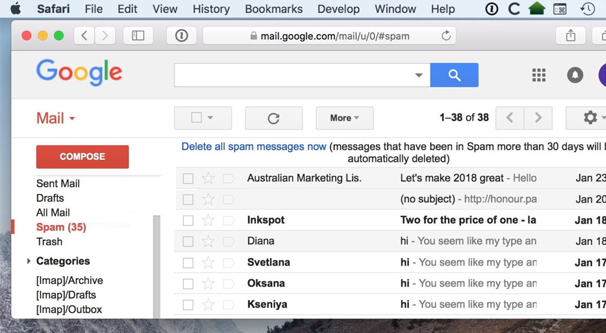 Safari File Edit View History Bookmarks Develop Window Help
mail.google.com/mail/u/0/#spam
Google
Mail
More
1–38 of 38
COMPOSE
Delete all spam messages now (messages that have been in Spam more than 30 days will
automatically deleted)
Sent Mail
Drafts
All Mail
Spam (35)
Trash
Categories
[Imap]/Archive
[Imap]/Drafts
[Imap]/Outbox
Australian Marketing Lis. Let's make 2018 great - Hello Jan 23
(no subject) - http://honour.pa Jan 20
Inkspot Two for the price of one - la Jan 19
Diana hi - You seem like my type an Jan 18
Svetlana hi - You seem like my type an Jan 17
Oksana hi - You seem like my type an Jan 17
Kseniya hi - You seem like my type an Jan 17